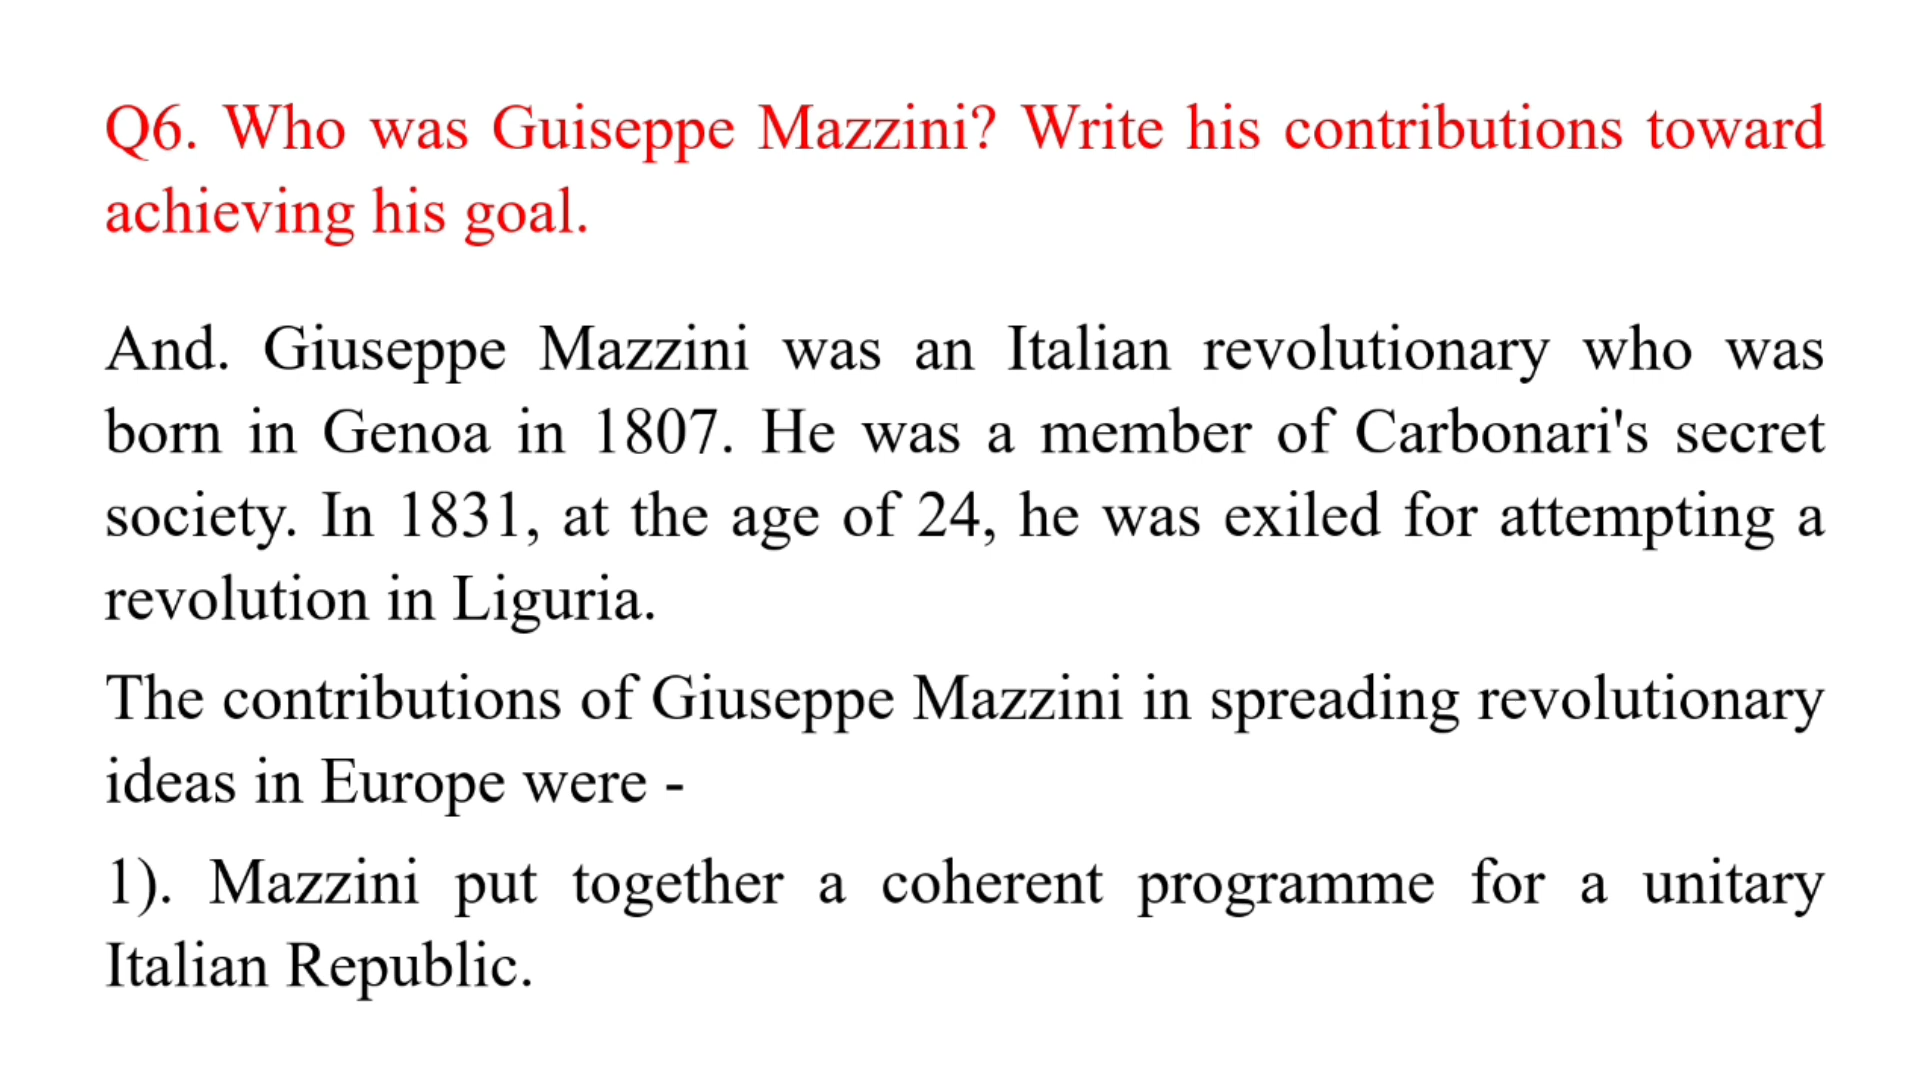 Q6. Who was Guiseppe Mazzini? Write his contributions toward
achieving his goal.
And. Giuseppe Mazzini was an Italian revolutionary who was
born in Genoa in 1807. He was a member of Carbonari's secret
society. In 1831, at the age of 24, he was exiled for attempting a
revolution in Liguria.
The contributions of Giuseppe Mazzini in spreading revolutionary
ideas in Europe were -
1). Mazzini put together a coherent programme for a unitary
Italian Republic.